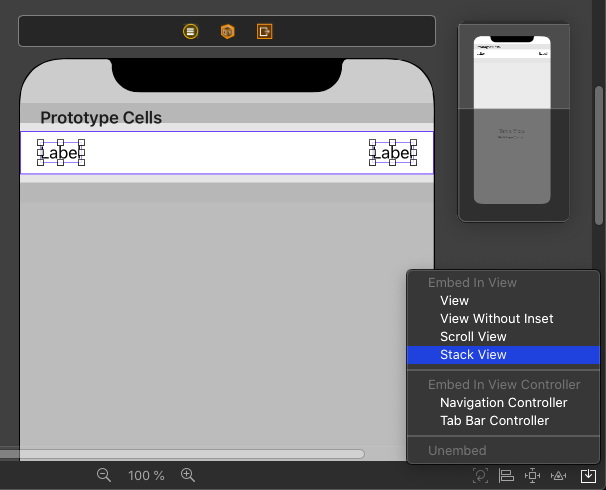 Prototype Cells
Label
Label
Embed In View
View
View Without Inset
Scroll View
Stack View
Embed In View Controller
Navigation Controller
Tab Bar Controller
Unembed
100 %